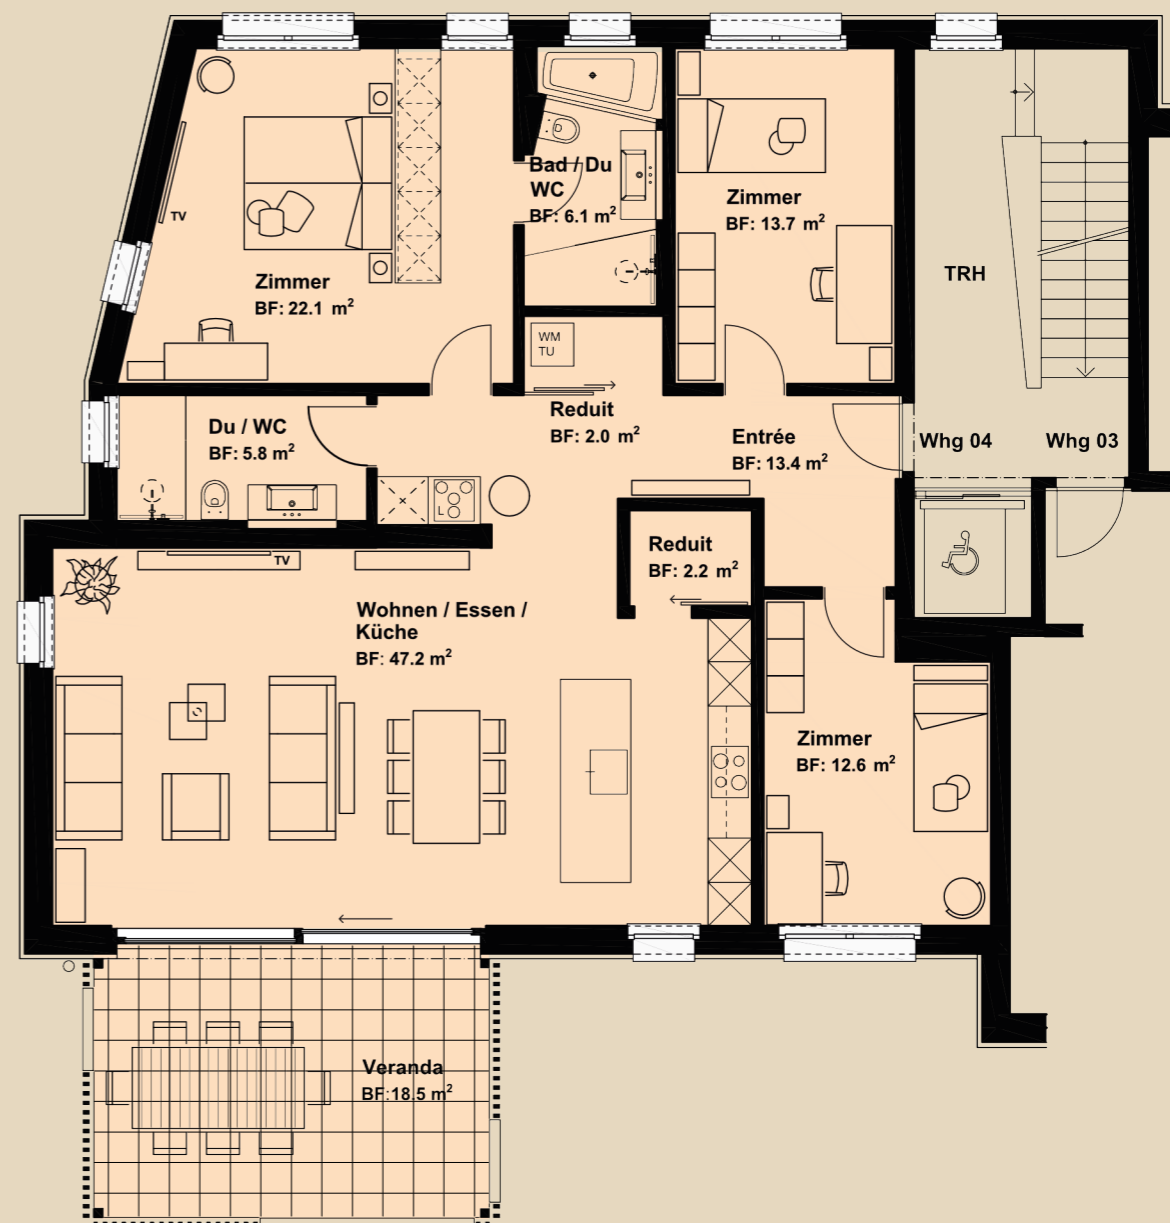 TV
Zimmer
BF: 22.1 m²
Bad / Du
WC
BF: 6.1 m²
Zimmer
BF: 13.7 m²
TRH
WM
TU
Reduit
BF: 2.0 m²
Du / WC
BF: 5.8 m²
Entrée
BF: 13.4 m²
Whg 04
Whg 03
L
TV
Reduit
BF: 2.2 m²
Wohnen / Essen /
Küche
BF: 47.2 m²
Zimmer
BF: 12.6 m²
Veranda
BF:18.5 m²